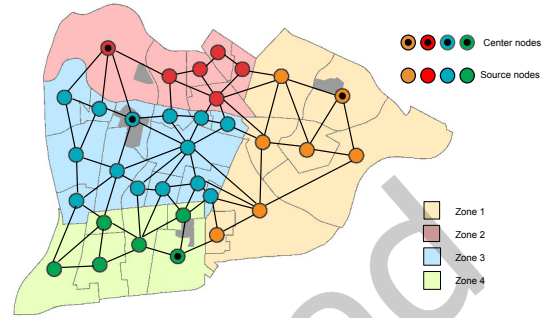 Center nodes
Source nodes
Zone 1
Zone 2
Zone 3
Zone 4